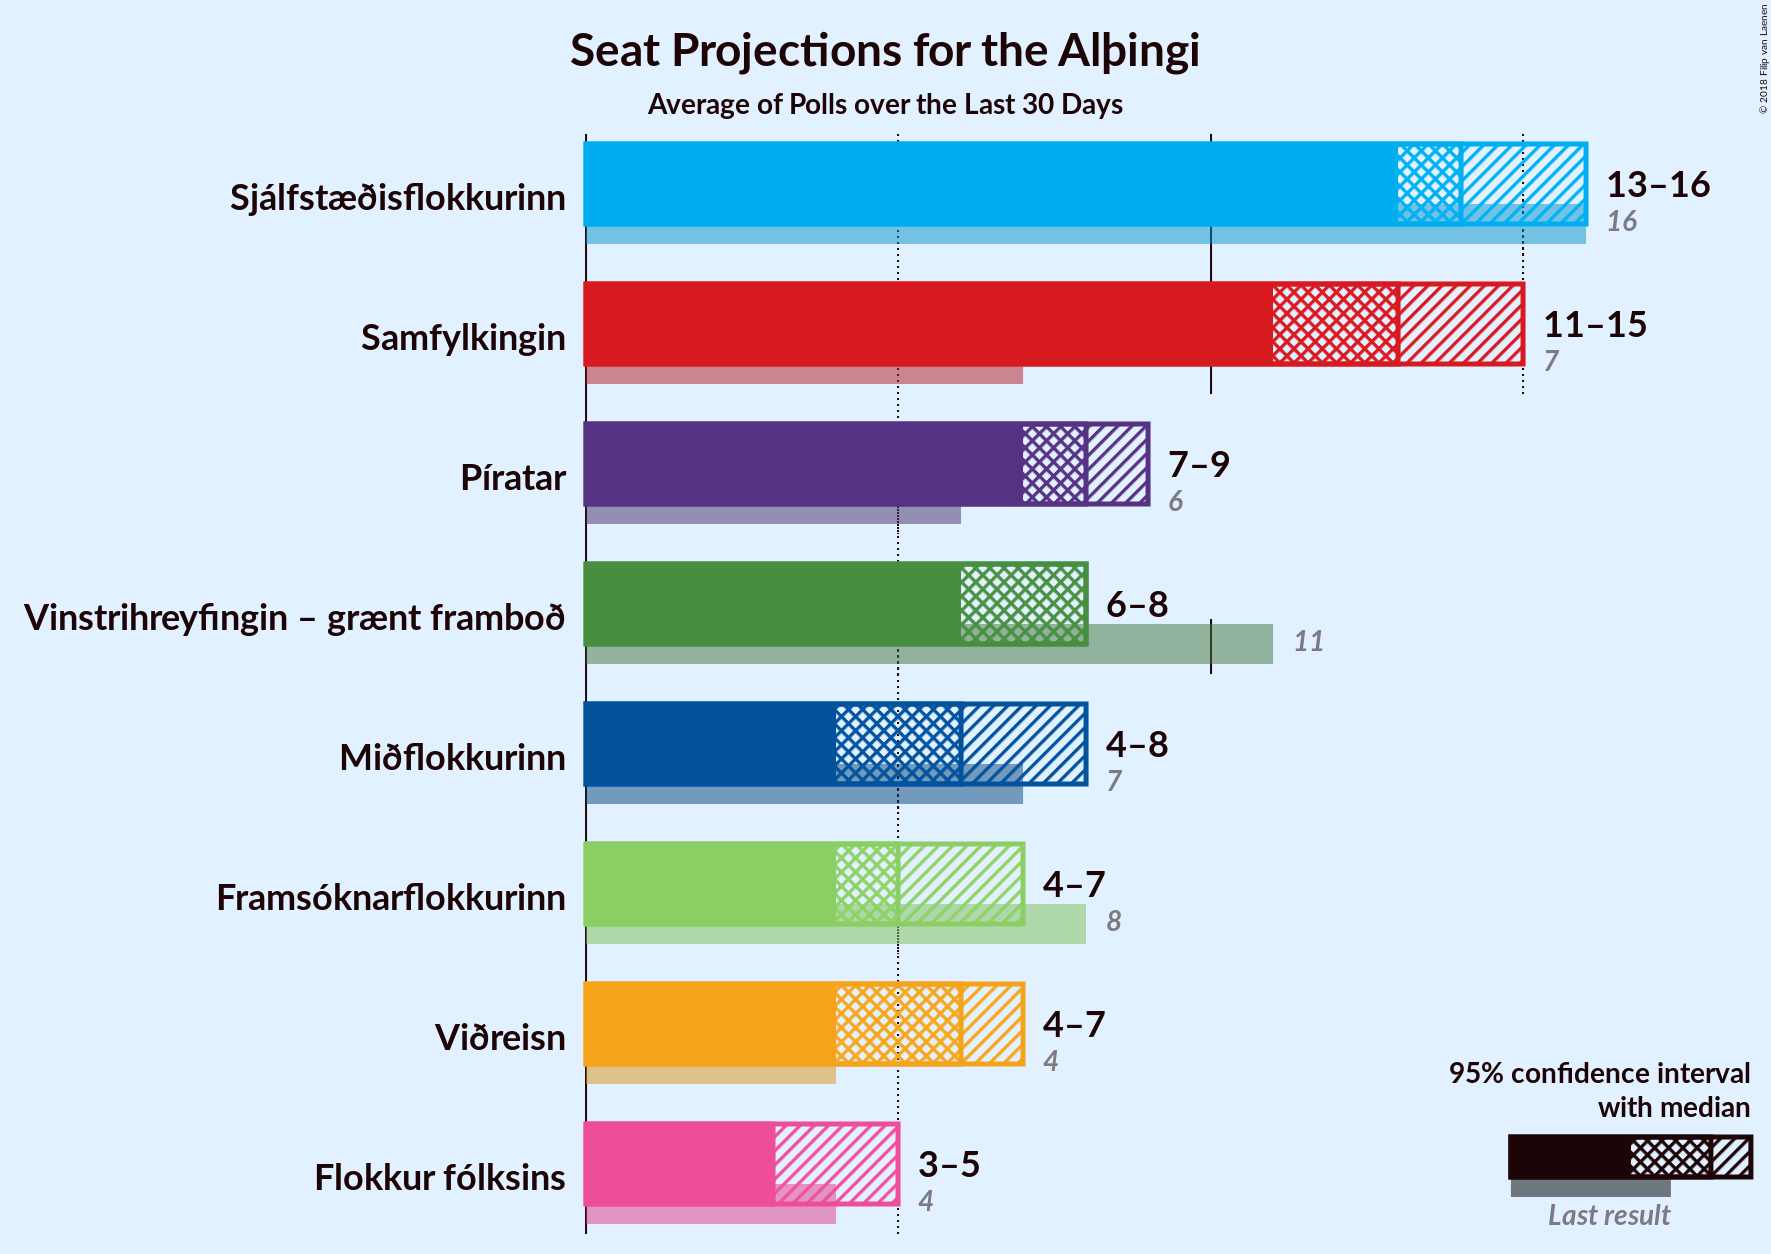 Seat Projections for the Alþingi
Average of Polls over the Last 30 Days
© 2018 Filip van Laenen
Sjálfstæðisflokkurinn
13–16
16
Samfylkingin
11–15
7
Píratar
7–9
6
Vinstrihreyfingin – grænt framboð
6–8
11
Miðflokkurinn
4–8
7
Framsóknarflokkurinn
4–7
8
Viðreisn
4–7
4
Flokkur fólksins
3–5
4
95% confidence interval
with median
Last result